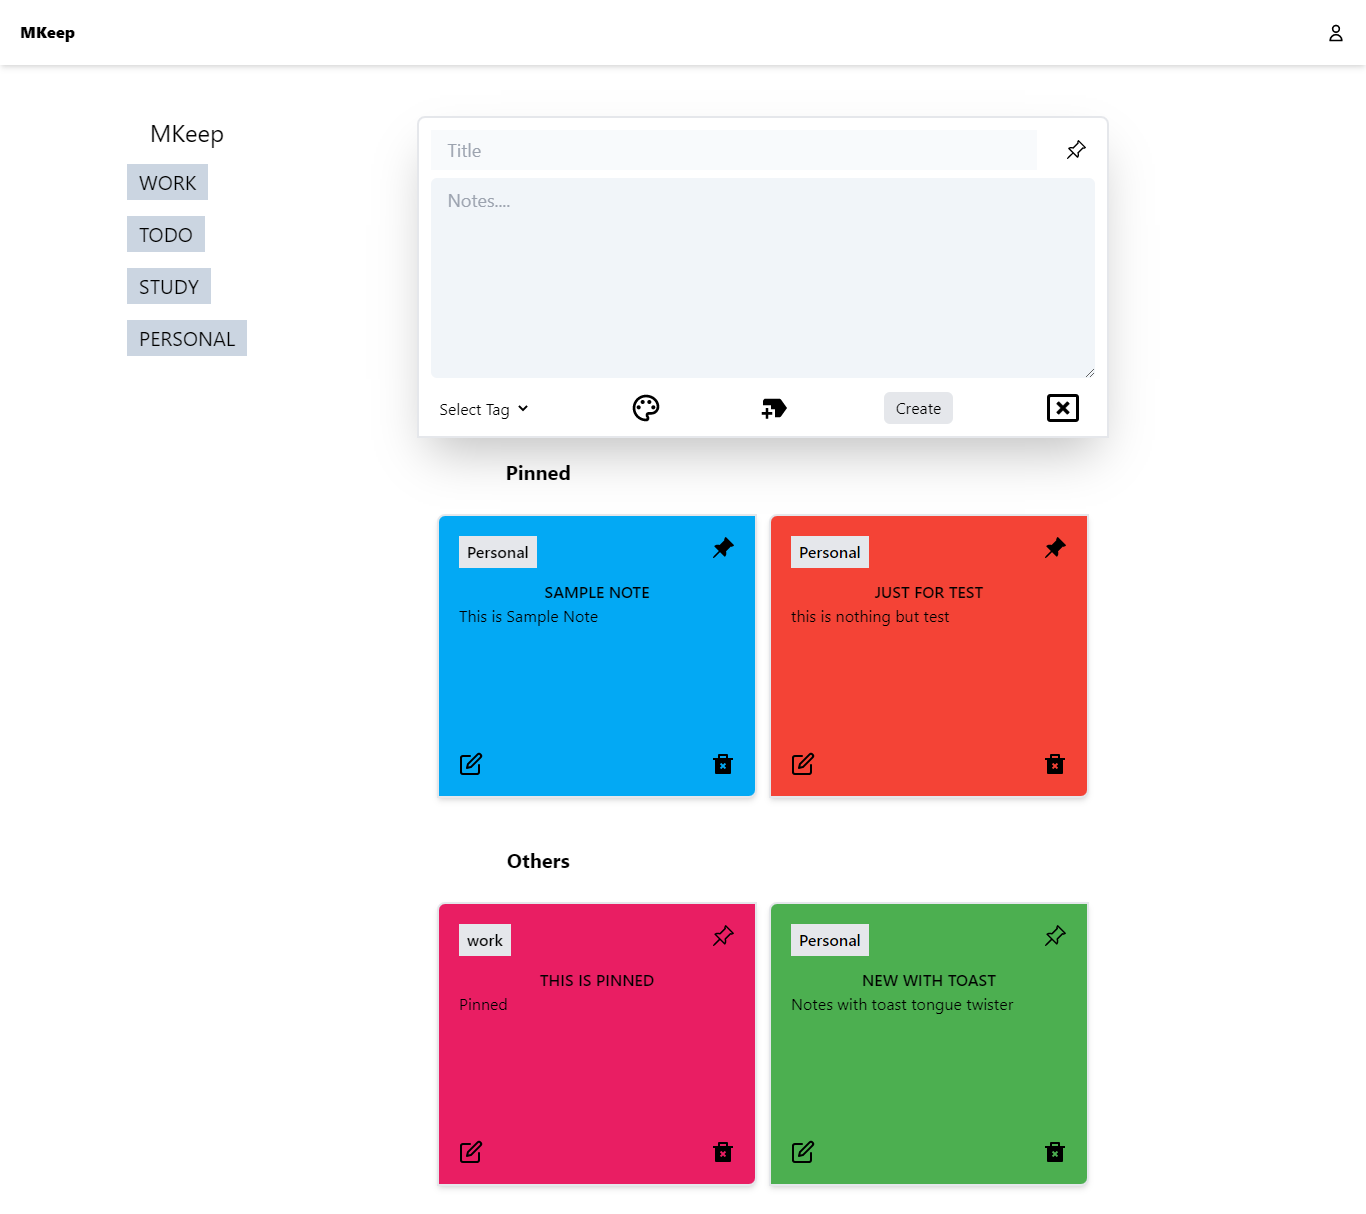 MKeep
MKeep
WORK
TODO
STUDY
PERSONAL
Title
Notes....
Select Tag
Create
Pinned
Personal
SAMPLE NOTE
This is Sample Note
Personal
JUST FOR TEST
this is nothing but test
Others
work
THIS IS PINNED
Pinned
Personal
NEW WITH TOAST
Notes with toast tongue twister